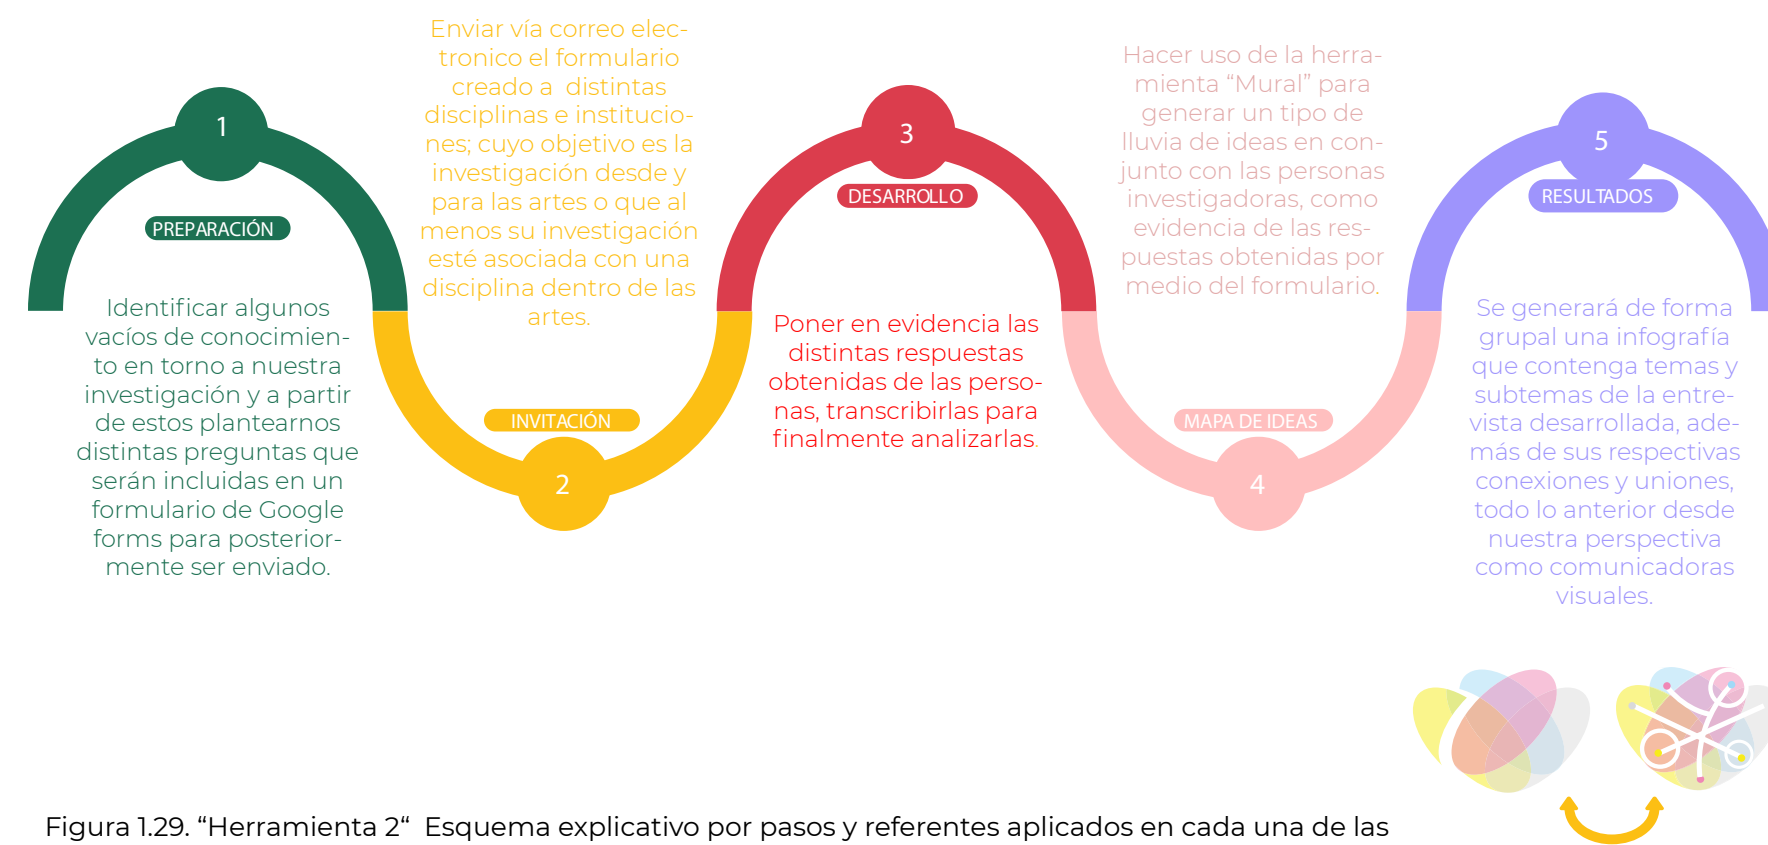 1
PREPARACIÓN
Identificar algunos
vacíos de conocimien-
to en torno a nuestra
investigación y a partir
de estos plantearnos
distintas preguntas que
serán incluidas en un
formulario de Google
forms para posterior-
mente ser enviado.
Enviar vía correo elec-
tronico el formulario
creado a distintas
disciplinas e institucio-
nes; cuyo objetivo es la
investigación desde y
para las artes o que al
menos su investigación
esté asociada con una
disciplina dentro de las
artes.
INVITACIÓN
2
3
DESARROLLO
Poner en evidencia las
distintas respuestas
obtenidas de las perso-
nas, transcribirlas para
finalmente analizarlas.
Hacer uso de la herra-
mienta “Mural” para
generar un tipo de
lluvia de ideas en con-
junto con las personas
investigadoras, como
evidencia de las res-
puestas obtenidas por
medio del formulario.
MAPA DE IDEAS
4
5
RESULTADOS
Se generará de forma
grupal una infografía
que contenga temas y
subtemas de la entre-
vista desarrollada, ade-
más de sus respectivas
conexiones y uniones,
todo lo anterior desde
nuestra perspectiva
como comunicadoras
visuales.
Figura 1.29. “Herramienta 2“ Esquema explicativo por pasos y referentes aplicados en cada una de las